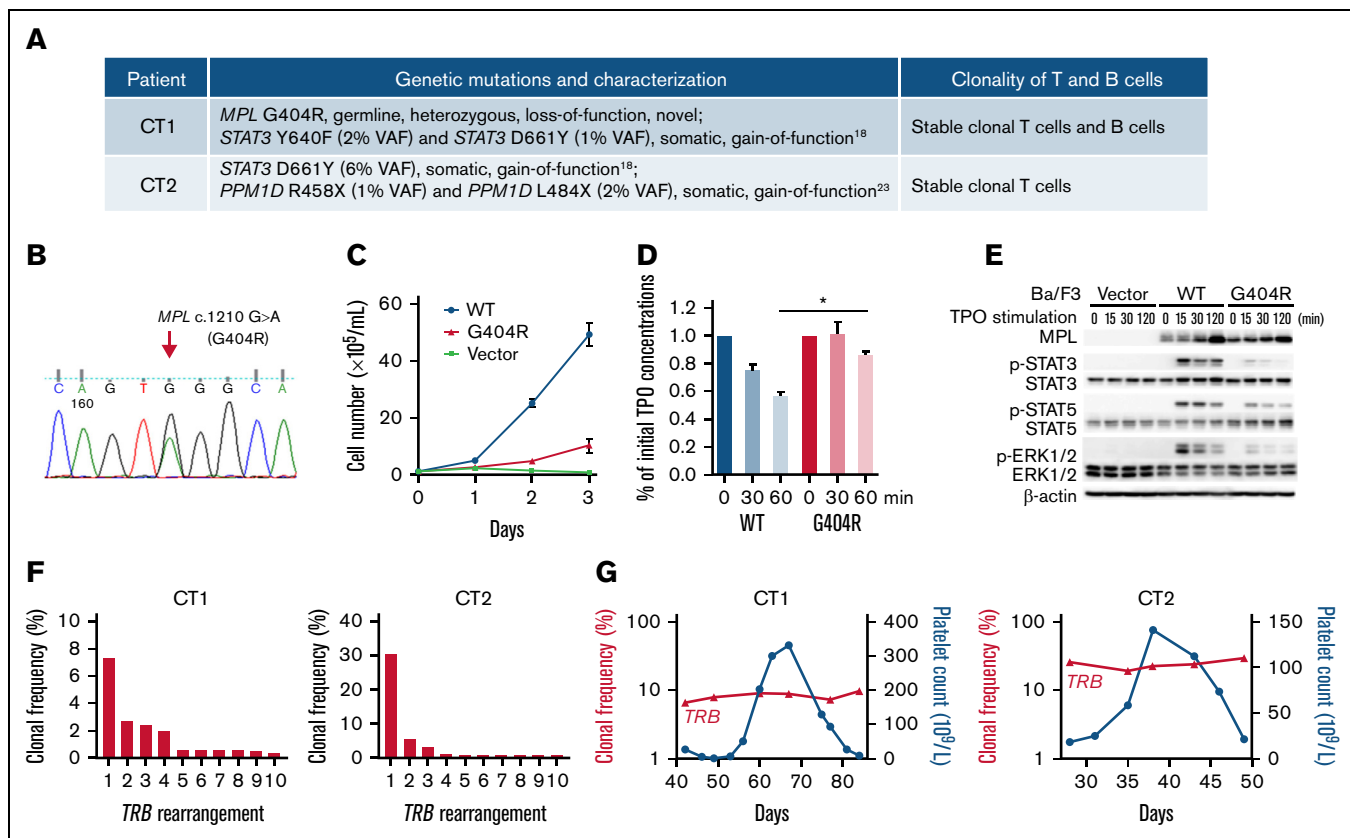 A
Patient Genetic mutations and characterization Clonality of T and B cells
CT1
MPL G404R, germline, heterozygous, loss-of-function, novel;
STAT3 Y640F (2% VAF) and STAT3 D661Y (1% VAF), somatic, gain-of-function18
Stable clonal T cells and B cells
CT2
STAT3 D661Y (6% VAF), somatic, gain-of-function18;
PPM1D R458X (1% VAF) and PPM1D L484X (2% VAF), somatic, gain-of-function23
Stable clonal T cells
B
MPL c.1210 G>A
(G404R)
C A G T G G G C A
160
C
Cell number (×10⁵/mL)
60
40
20
0
WT
G404R
Vector
0 1 2 3
Days
D
% of initial TPO concentrations
*
1.2
1.0
0.8
0.6
0.4
0.2
0.0
0 30 60 0 30 60 min
WT G404R
E
Ba/F3 Vector WT G404R
TPO stimulation 0 15 30 120 0 15 30 120 0 15 30 120 (min)
MPL
p-STAT3
STAT3
p-STAT5
STAT5
p-ERK1/2
ERK1/2
β-actin
F
CT1
Clonal frequency (%)
10
8
6
4
2
0
1 2 3 4 5 6 7 8 9 10
TRB rearrangement
CT2
Clonal frequency (%)
40
30
20
10
0
1 2 3 4 5 6 7 8 9 10
TRB rearrangement
G
CT1
Clonal frequency (%)
100
10
1
TRB
400
300
200
100
0
Platelet count (10⁹/L)
40 50 60 70 80
Days
CT2
Clonal frequency (%)
100
10
1
TRB
150
100
50
0
Platelet count (10⁹/L)
30 35 40 45 50
Days